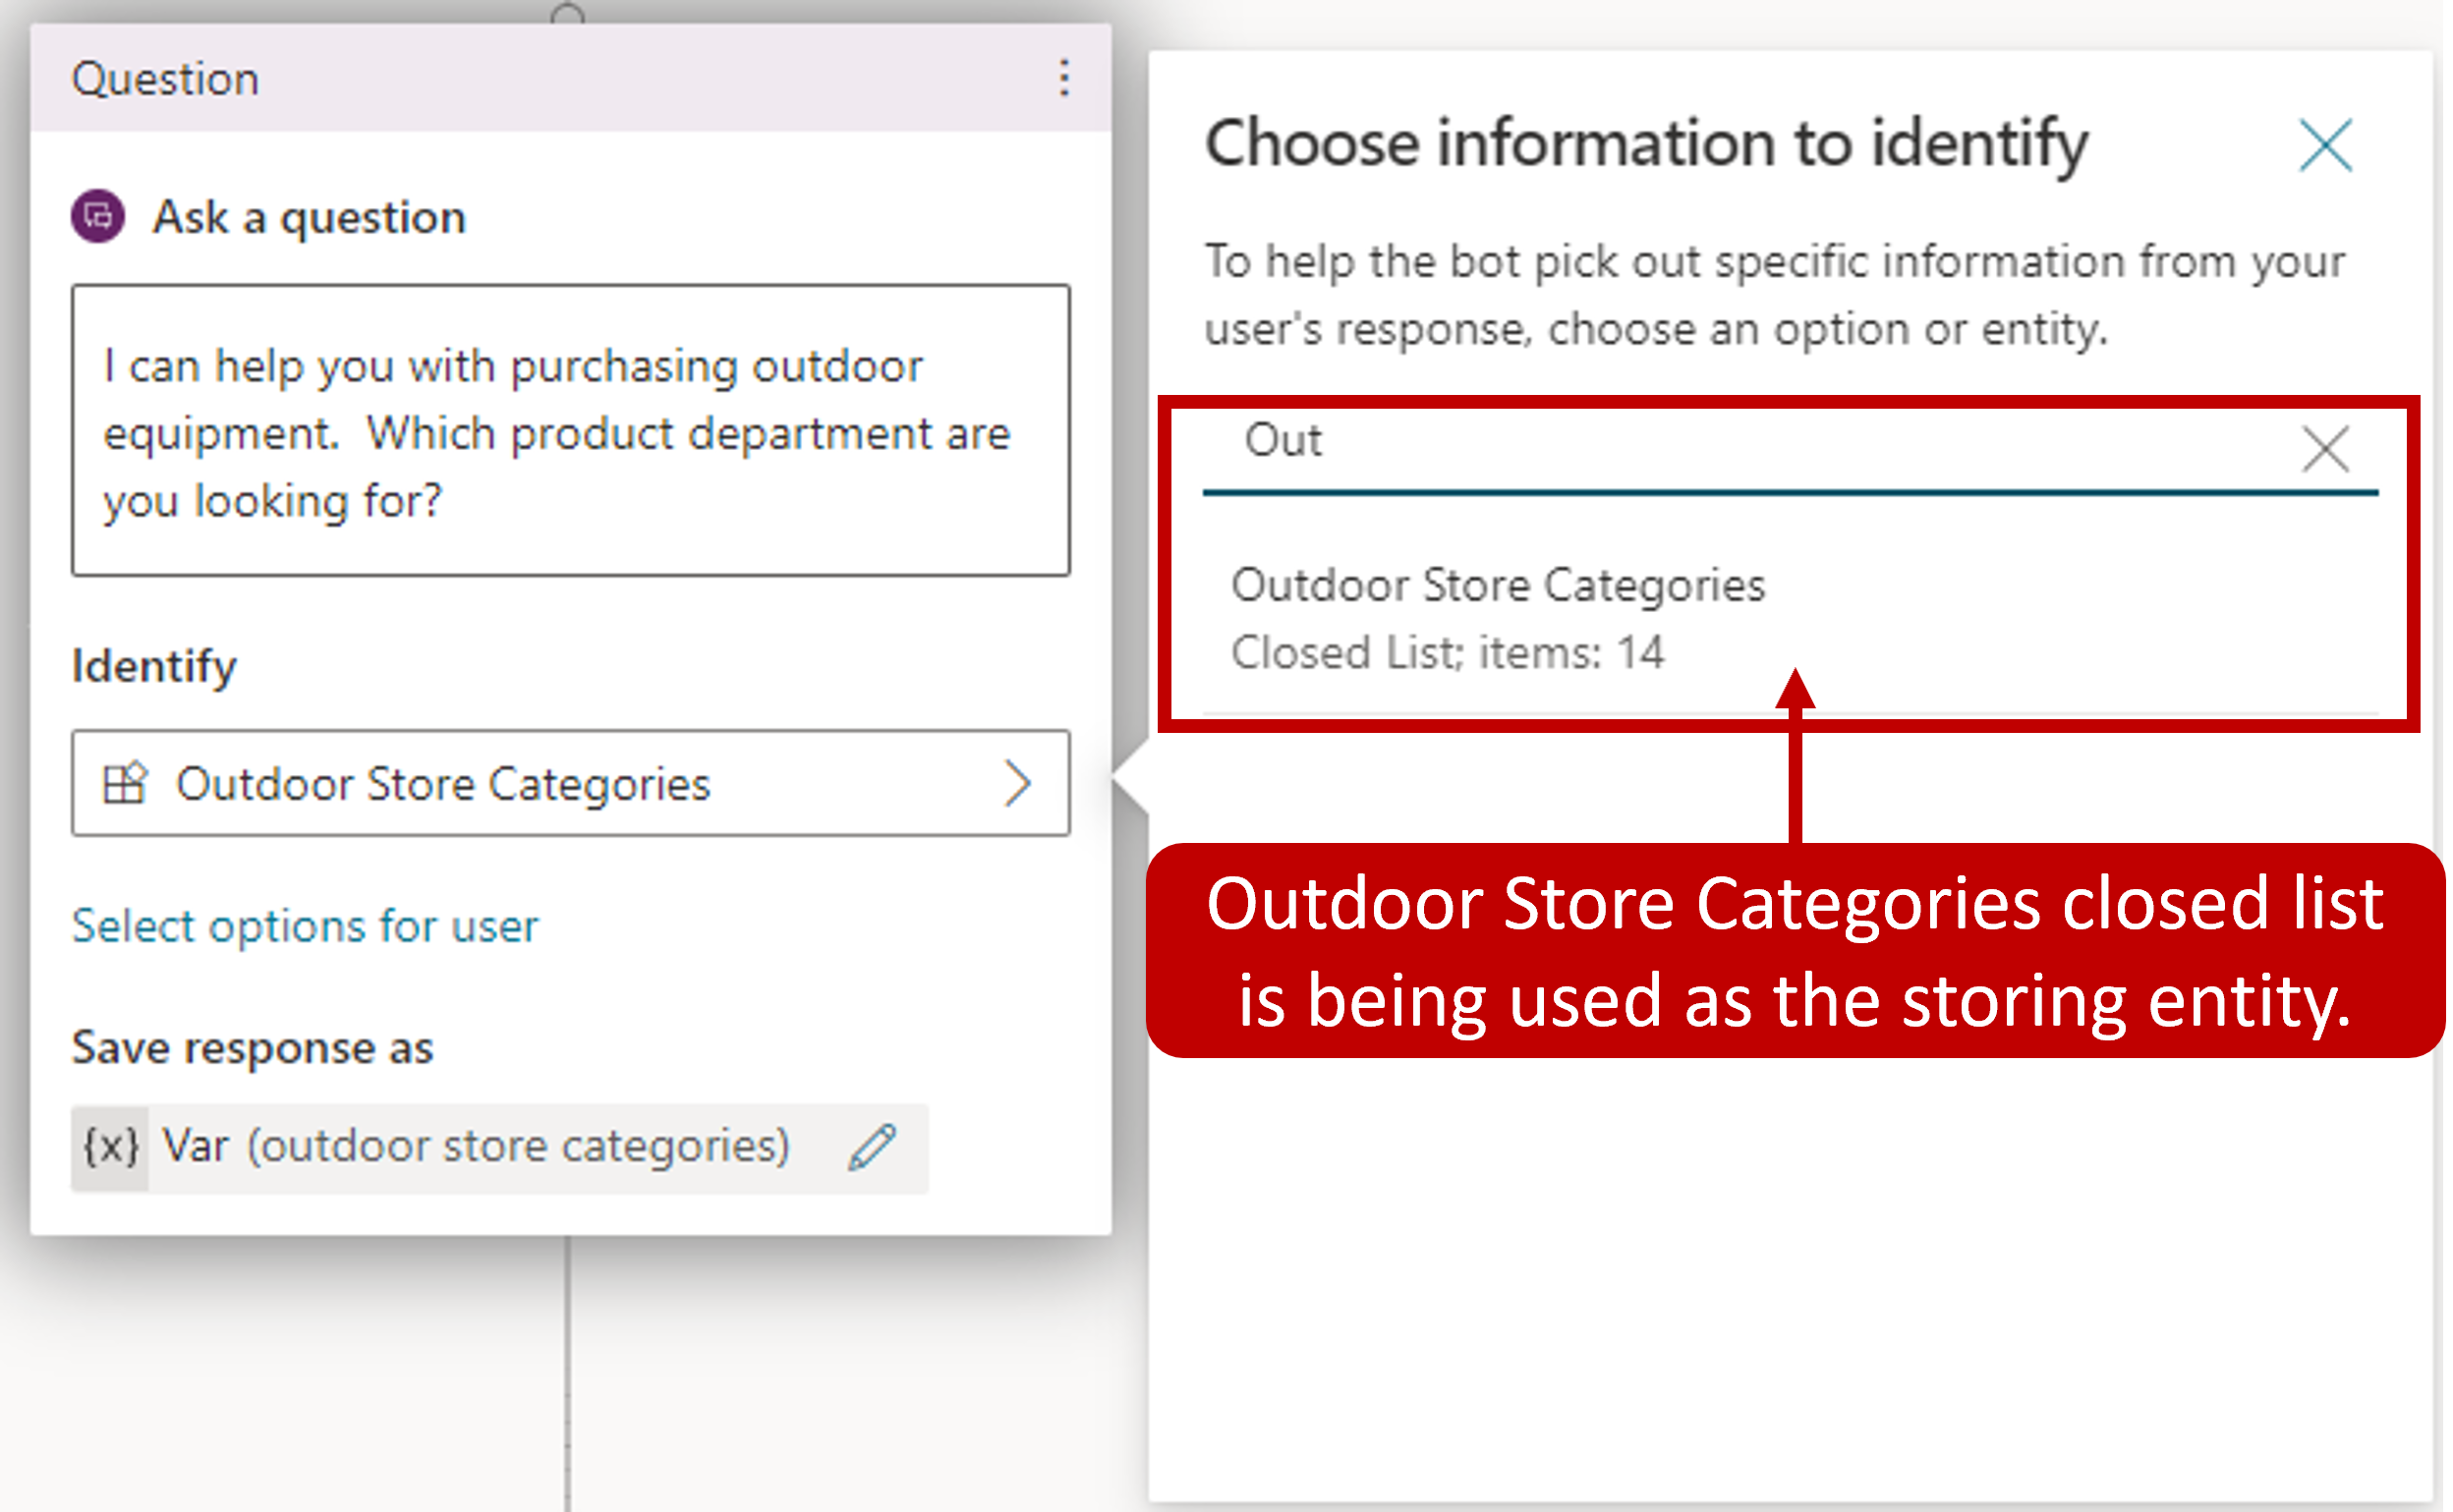 Question
Ask a question
I can help you with purchasing outdoor
equipment.  Which product department are
you looking for?
Identify
Outdoor Store Categories
Select options for user
Save response as
{x} Var (outdoor store categories)
Choose information to identify
To help the bot pick out specific information from your
user's response, choose an option or entity.
Out
Outdoor Store Categories
Closed List; items: 14
Outdoor Store Categories closed list
is being used as the storing entity.